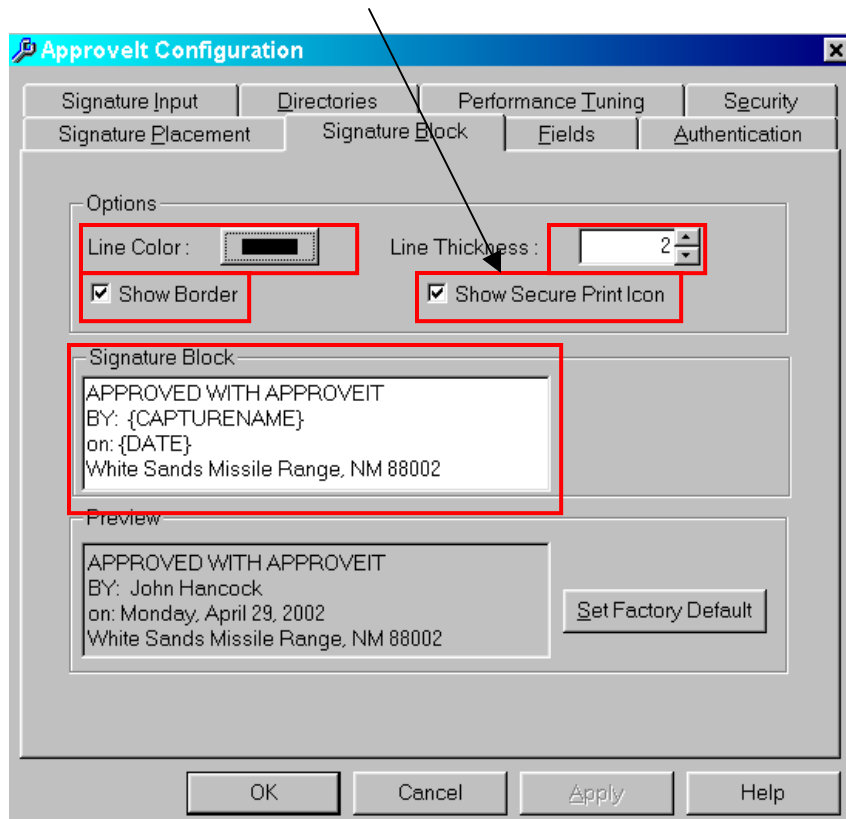 ApproveIt Configuration
Signature Input
Directories
Performance Tuning
Security
Signature Placement
Signature Block
Fields
Authentication
Options
Line Color :
Line Thickness :
2
Show Border
Show Secure Print Icon
Signature Block
APPROVED WITH APPROVEIT
BY: {CAPTURENAME}
on: {DATE}
White Sands Missile Range, NM 88002
Preview
APPROVED WITH APPROVEIT
BY: John Hancock
on: Monday, April 29, 2002
White Sands Missile Range, NM 88002
Set Factory Default
OK
Cancel
Apply
Help